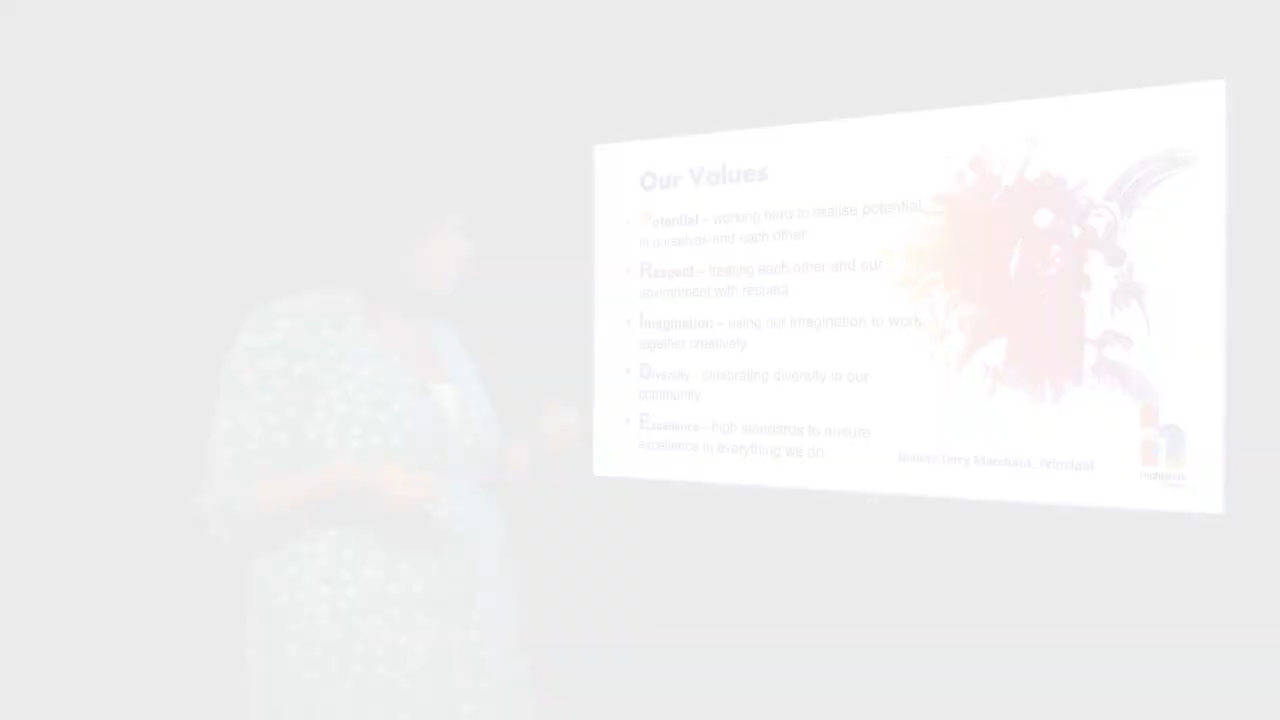 Our Values
• Potential – working hard to realise potential
in ourselves and each other
• Respect – treating each other and our
environment with respect
• Imagination – using our imagination to work
together creatively
• Diversity - celebrating diversity in our
community
• Excellence – high standards to ensure
excellence in everything we do
Terry Marchant, Principal
Highlands